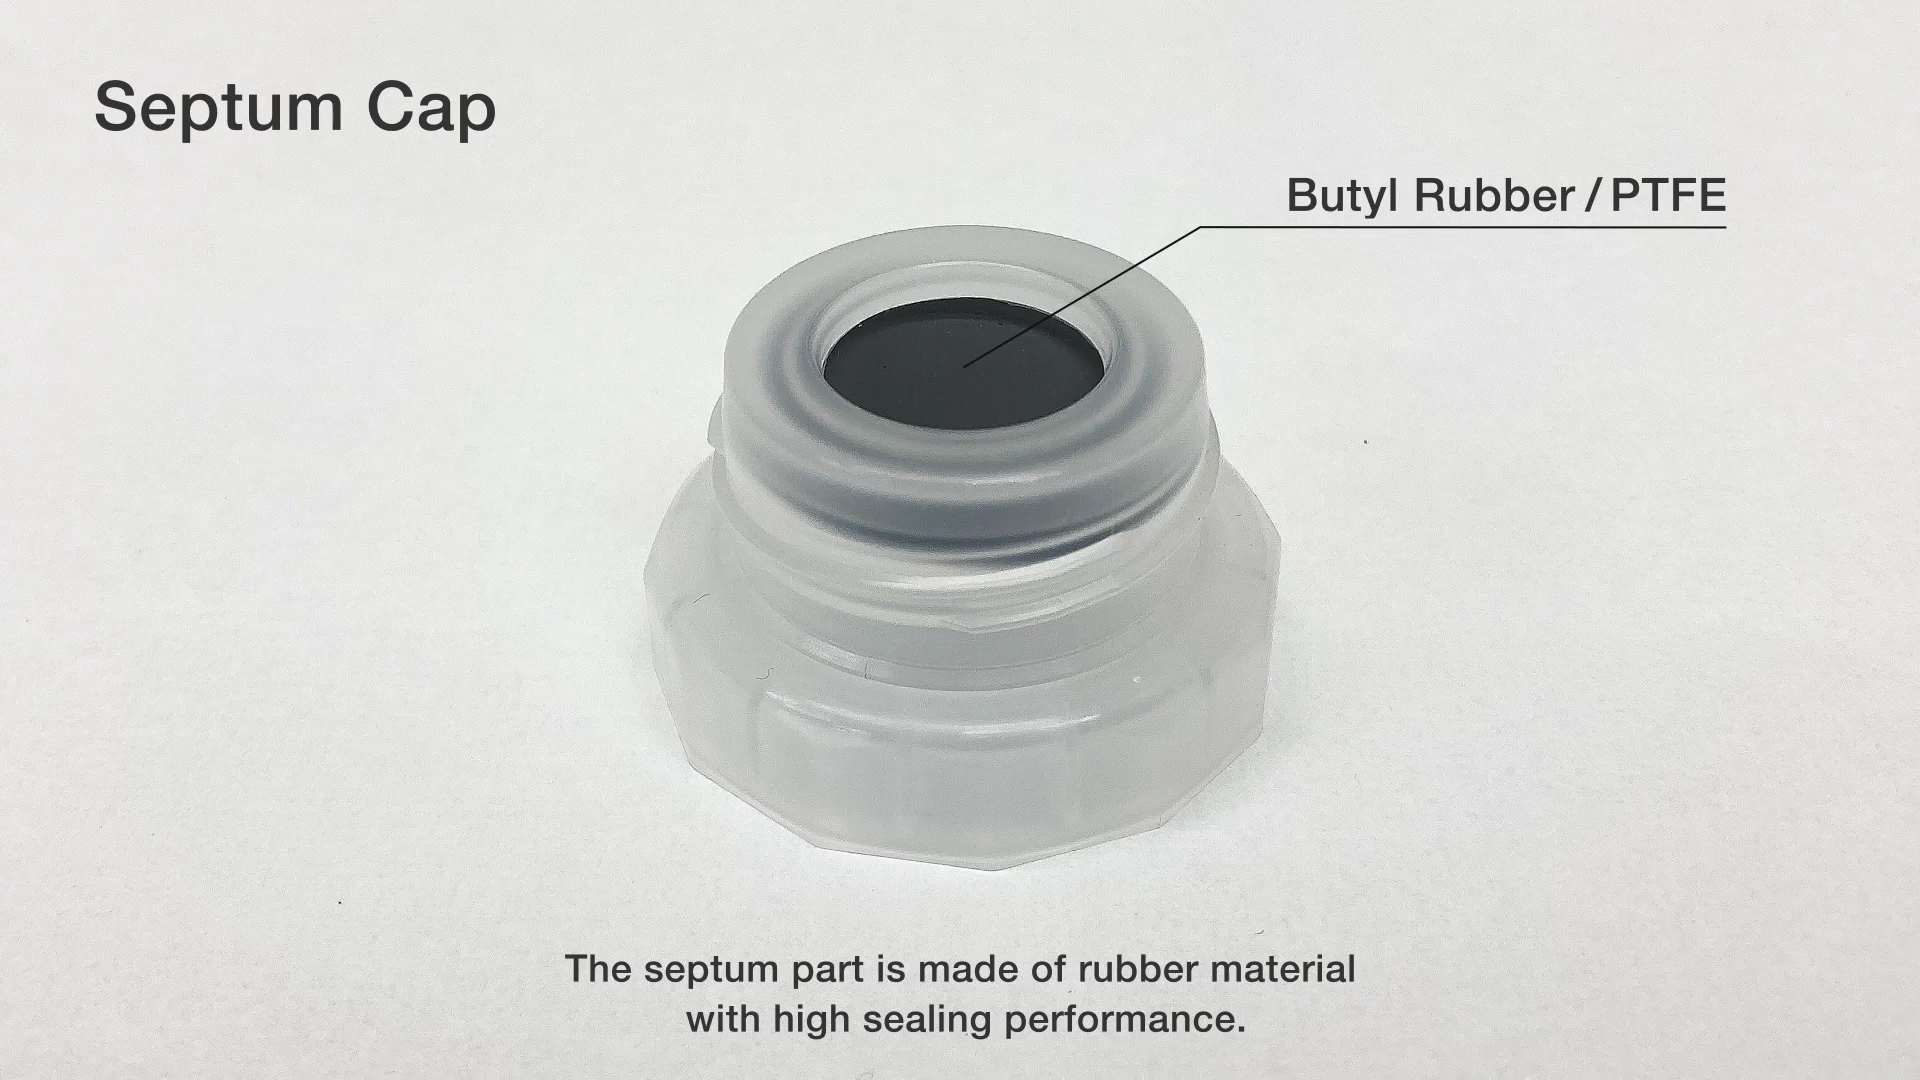 Septum Cap
Butyl Rubber / PTFE
The septum part is made of rubber material
with high sealing performance.